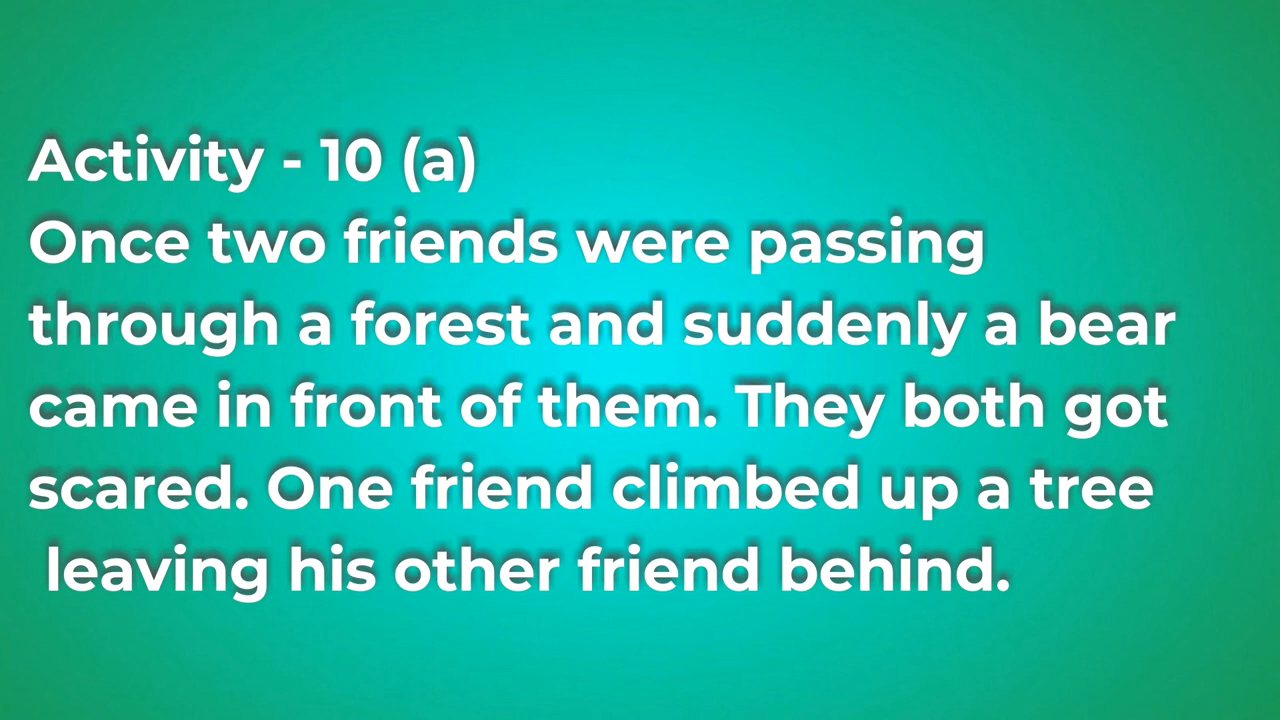 Activity - 10 (a)
Once two friends were passing
through a forest and suddenly a bear
came in front of them. They both got
scared. One friend climbed up a tree
leaving his other friend behind.